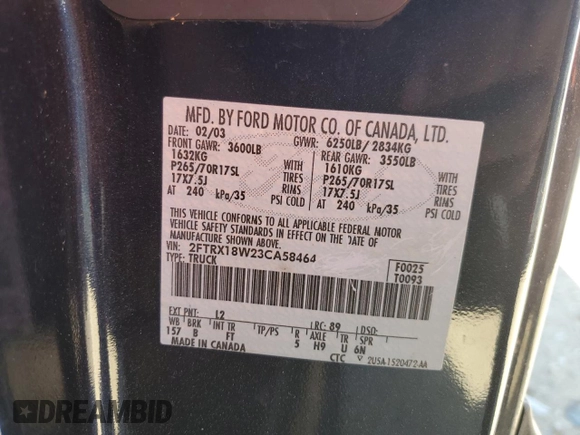 MFD. BY FORD MOTOR CO. OF CANADA, LTD.
DATE: 02/03 GVWR: 6250LB/ 2834KG
FRONT GAWR: 3600LB REAR GAWR: 3550LB
1632KG WITH 1610KG WITH
P265/70R17SL TIRES P265/70R17SL TIRES
17X7.5J RIMS 17X7.5J RIMS
AT 240 kPa/35 PSI COLD AT 240 kPa/35 PSI COLD
THIS VEHICLE CONFORMS TO ALL APPLICABLE FEDERAL MOTOR
VEHICLE SAFETY STANDARDS IN EFFECT ON THE DATE OF
MANUFACTURE SHOWN ABOVE.
VIN: 2FTRX18W23CA58464 F0025
TYPE: TRUCK T0093
EXT PNT: L2 RC: 89 DSO:
WB BRK INT TR TP/PS R AXLE TR SPR
157 B FT 5 H9 U 6N
MADE IN CANADA CTC 2U5A-1520472-AA
DREAMBID